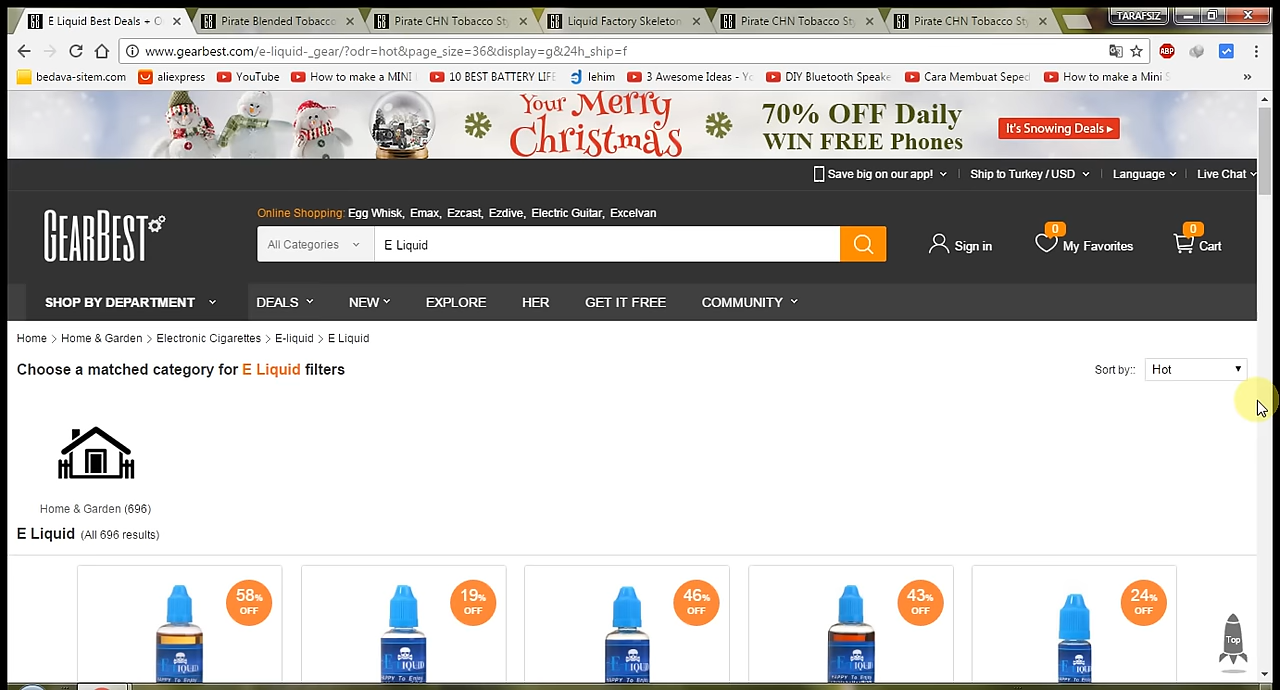 E Liquid Best Deals + O
Pirate Blended Tobacco
Pirate CHN Tobacco Sty
Liquid Factory Skeleton
Pirate CHN Tobacco Sty
Pirate CHN Tobacco Sty
TARAFSIZ
www.gearbest.com/e-liquid-_gear/?odr=hot&page_size=36&display=g&24h_ship=f
ABP
bedava-sitem.com aliexpress YouTube How to make a MINI 10 BEST BATTERY LIFE lehim 3 Awesome Ideas - Yo DIY Bluetooth Speake Cara Membuat Seped How to make a Mini S »
Your Merry
Christmas
70% OFF Daily
WIN FREE Phones
It's Snowing Deals ▸
Save big on our app! Ship to Turkey / USD Language Live Chat
GEARBEST
Online Shopping: Egg Whisk, Emax, Ezcast, Ezdive, Electric Guitar, Excelvan
All Categories E Liquid
Sign in
0
My Favorites
0
Cart
SHOP BY DEPARTMENT DEALS NEW EXPLORE HER GET IT FREE COMMUNITY
Home > Home & Garden > Electronic Cigarettes > E-liquid > E Liquid
Choose a matched category for E Liquid filters
Sort by:: Hot
Home & Garden (696)
E Liquid (All 696 results)
58% OFF
19% OFF
46% OFF
43% OFF
24% OFF
Top